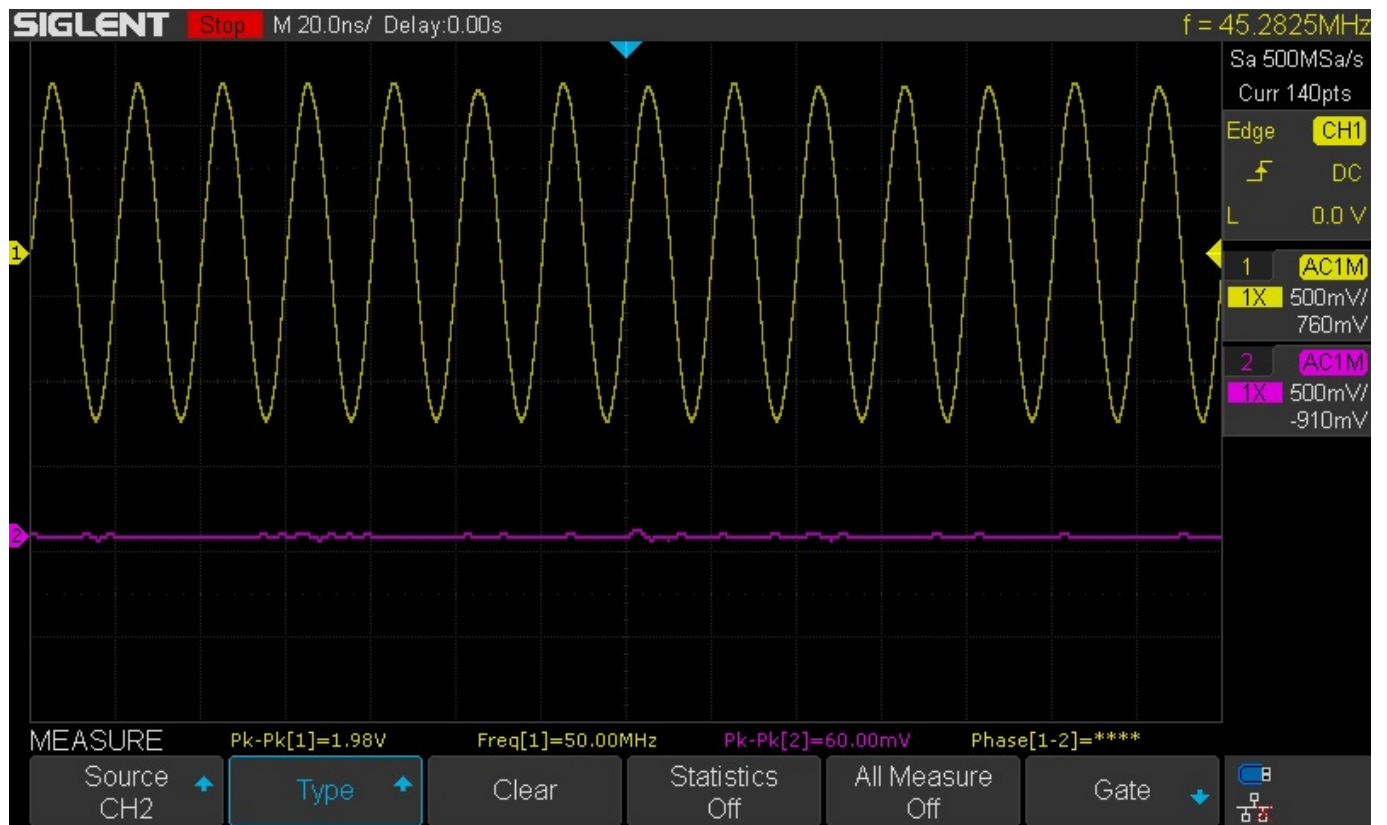 SIGLENT Stop M 20.0ns/ Delay:0.00s f = 45.2825MHz
Sa 500MSa/s
Curr 140pts
Edge CH1
DC
L 0.0 V
1
1 AC1M
1X 500mV/
760mV
2 AC1M
1X 500mV/
-910mV
2
MEASURE Pk-Pk[1]=1.98V Freq[1]=50.00MHz Pk-Pk[2]=60.00mV Phase[1-2]=****
Source Type Clear Statistics All Measure Gate
CH2 Off Off